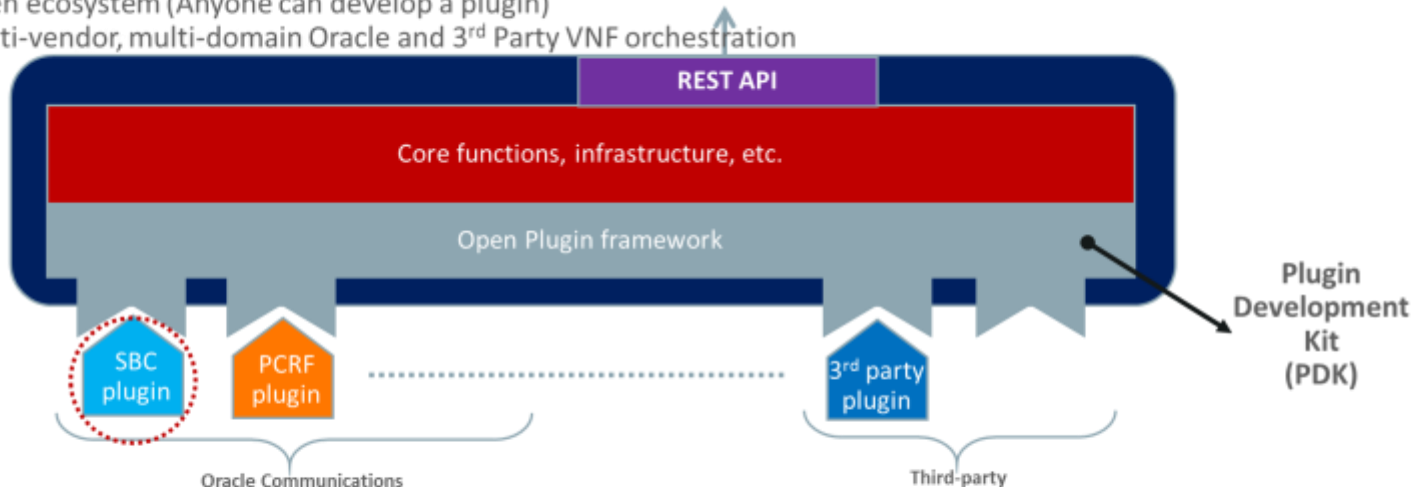 en ecosystem (Anyone can develop a plugin)
ti-vendor, multi-domain Oracle and 3rd Party VNF orchestration
REST API
Core functions, infrastructure, etc.
Open Plugin framework
Plugin
Development
Kit
(PDK)
SBC
plugin
PCRF
plugin
3rd party
plugin
Oracle Communications
Third-party